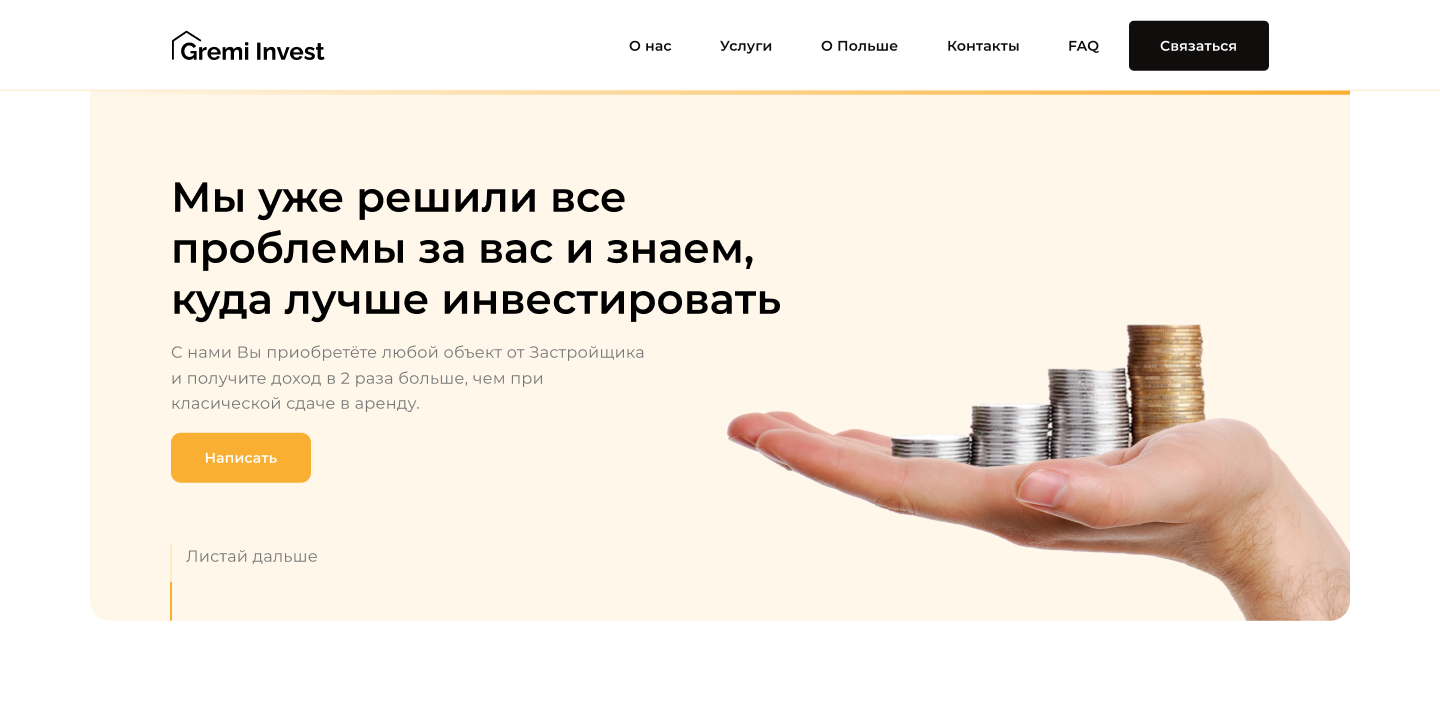 Gremi Invest
О нас
Услуги
О Польше
Контакты
FAQ
Связаться
Мы уже решили все
проблемы за вас и знаем,
куда лучше инвестировать
С нами Вы приобретёте любой объект от Застройщика
и получите доход в 2 раза больше, чем при
класической сдаче в аренду.
Написать
Листай дальше